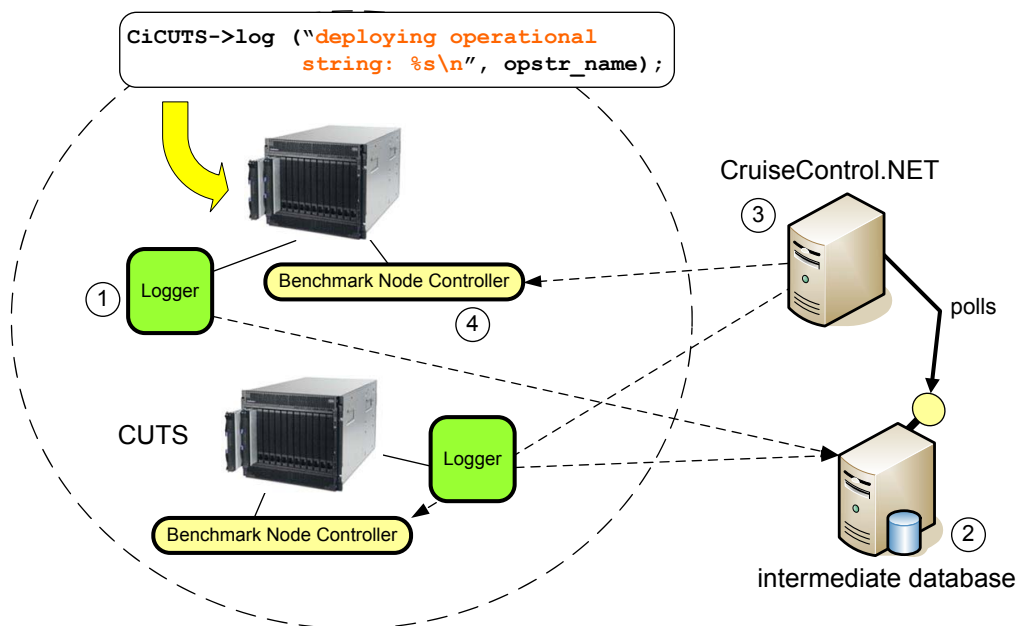 CiCUTS->log (“deploying operational
string: %s\n”, opstr_name);
CruiseControl.NET
3
Logger
1
Benchmark Node Controller
4
polls
CUTS
Logger
Benchmark Node Controller
2
intermediate database